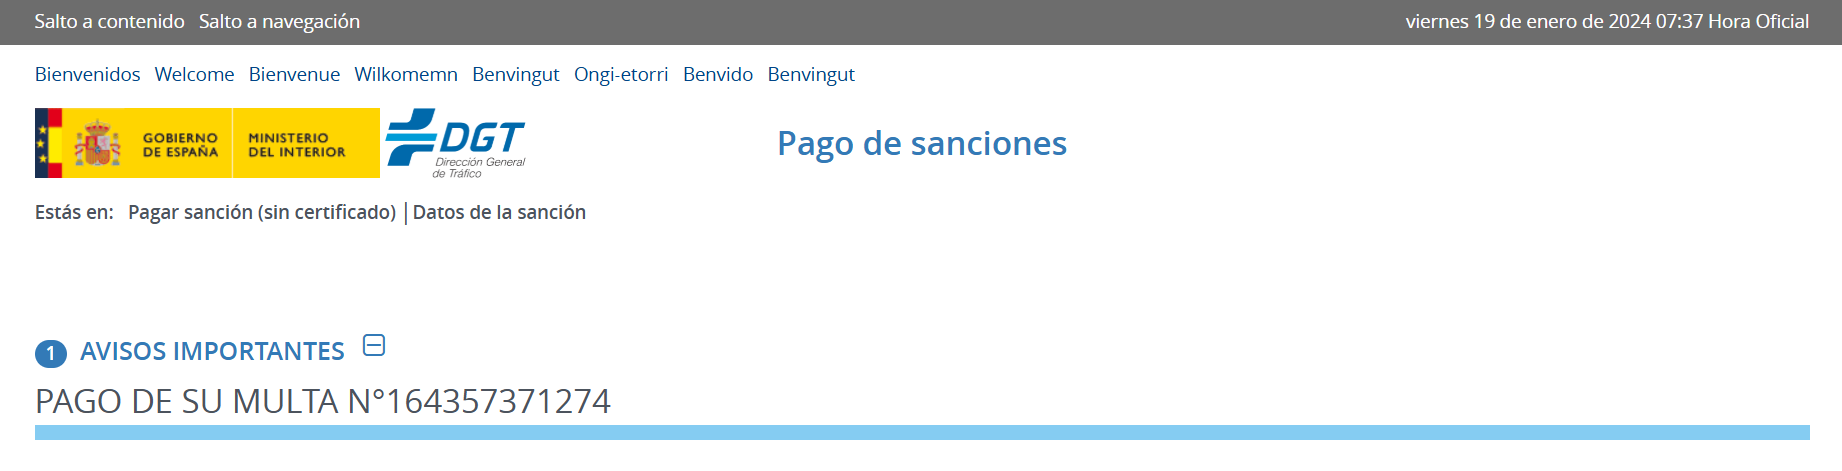 Salto a contenido Salto a navegación viernes 19 de enero de 2024 07:37 Hora Oficial
Bienvenidos Welcome Bienvenue Wilkomemn Benvingut Ongi-etorri Benvido Benvingut
GOBIERNO DE ESPAÑA
MINISTERIO DEL INTERIOR
DGT
Dirección General
de Tráfico
Pago de sanciones
Estás en: Pagar sanción (sin certificado) | Datos de la sanción
1 AVISOS IMPORTANTES
PAGO DE SU MULTA N°164357371274